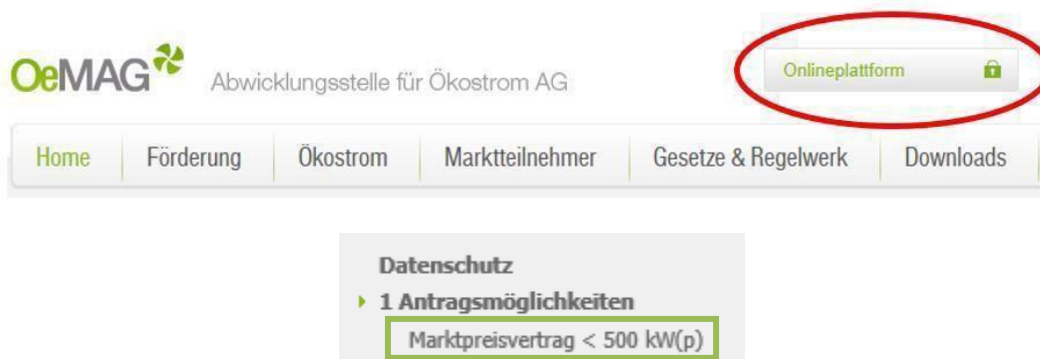 OeMAG Abwicklungsstelle für Ökostrom AG
Onlineplattform
Home Förderung Ökostrom Marktteilnehmer Gesetze & Regelwerk Downloads
Datenschutz
1 Antragsmöglichkeiten
Marktpreisvertrag < 500 kW(p)